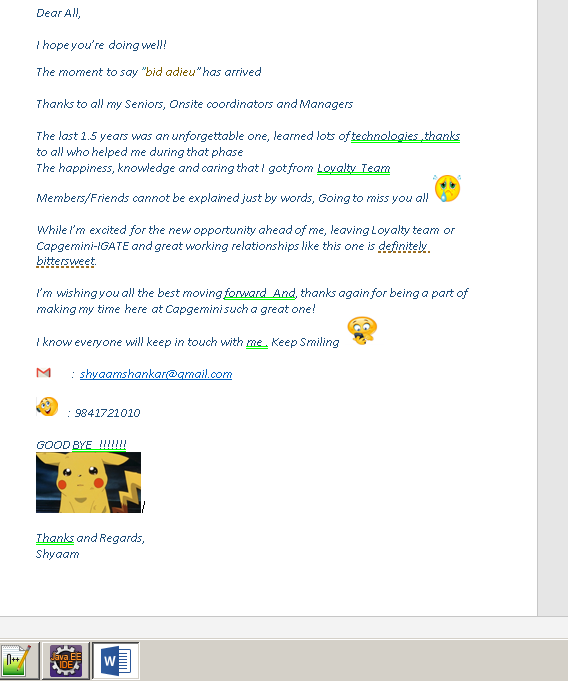 Dear All,
I hope you're doing well!
The moment to say "bid adieu" has arrived
Thanks to all my Seniors, Onsite coordinators and Managers
The last 1.5 years was an unforgettable one, learned lots of technologies ,thanks
to all who helped me during that phase
The happiness, knowledge and caring that I got from Loyalty Team
Members/Friends cannot be explained just by words, Going to miss you all
While I'm excited for the new opportunity ahead of me, leaving Loyalty team or
Capgemini-IGATE and great working relationships like this one is definitely
bittersweet.
I'm wishing you all the best moving forward And, thanks again for being a part of
making my time here at Capgemini such a great one!
I know everyone will keep in touch with me . Keep Smiling
: shyaamshankar@gmail.com
: 9841721010
GOOD BYE !!!!!!!
/
Thanks and Regards,
Shyaam
n++
Java EE
IDE
W